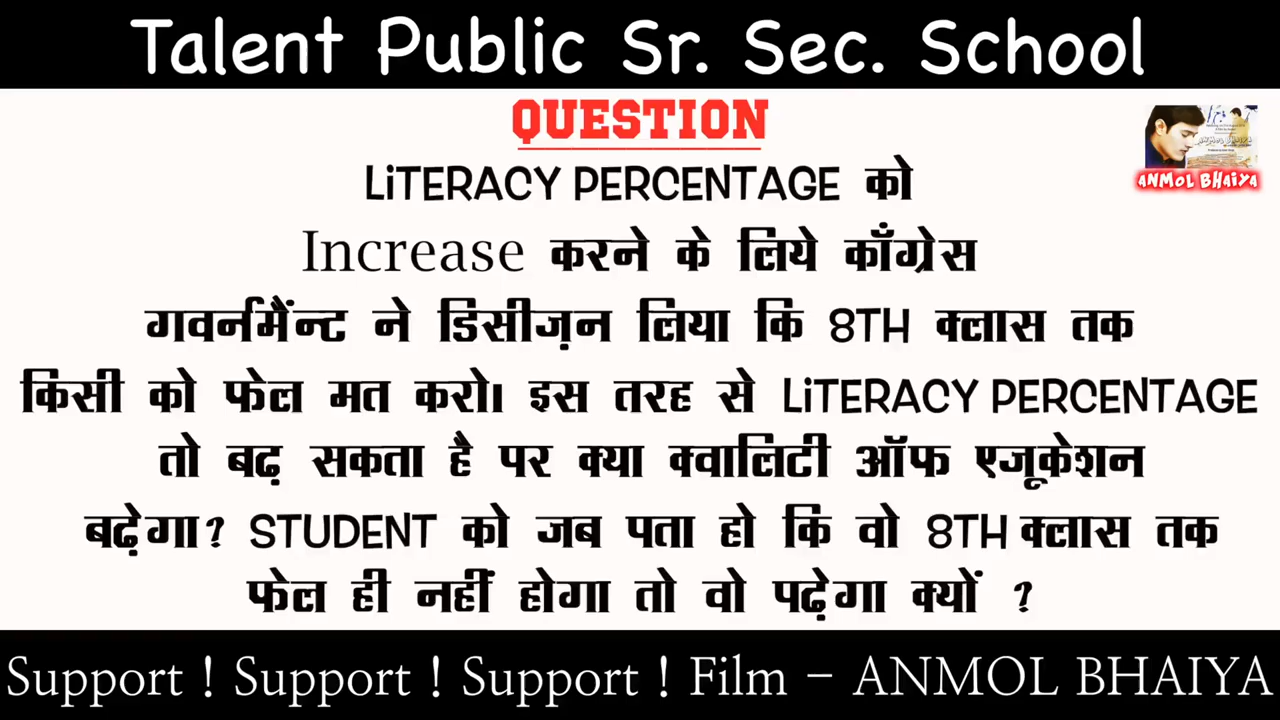 Talent Public Sr. Sec. School
QUESTION
LiTERACY PERCENTAGE को
Increase करने के लिये काँग्रेस
गवर्नमैंन्ट ने डिसीज़न लिया कि 8TH क्लास तक
किसी को फेल मत करो। इस तरह से LiTERACY PERCENTAGE
तो बढ़ सकता है पर क्या क्वालिटी ऑफ एजूकेशन
बढ़ेगा? STUDENT को जब पता हो कि वो 8TH क्लास तक
फेल ही नहीं होगा तो वो पढ़ेगा क्यों ?
ANMOL BHAiYA
Support ! Support ! Support ! Film - ANMOL BHAIYA